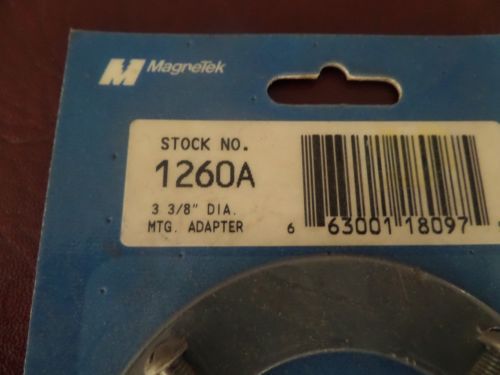 MagneTek
STOCK NO.
1260A
3 3/8" DIA.
MTG. ADAPTER
6 63001 18097